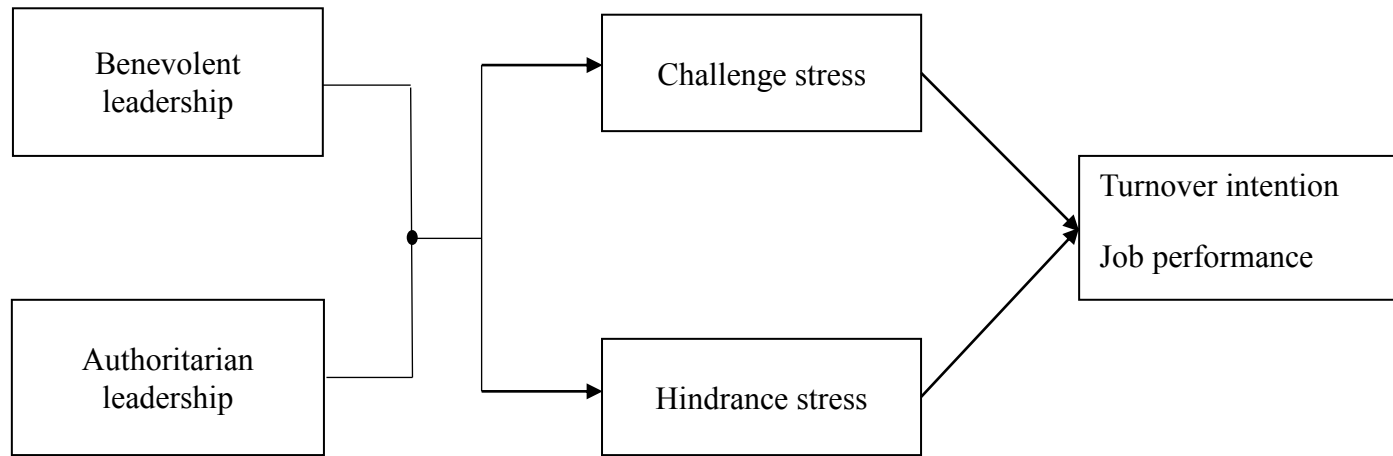 Benevolent
leadership
Authoritarian
leadership
Challenge stress
Hindrance stress
Turnover intention
Job performance